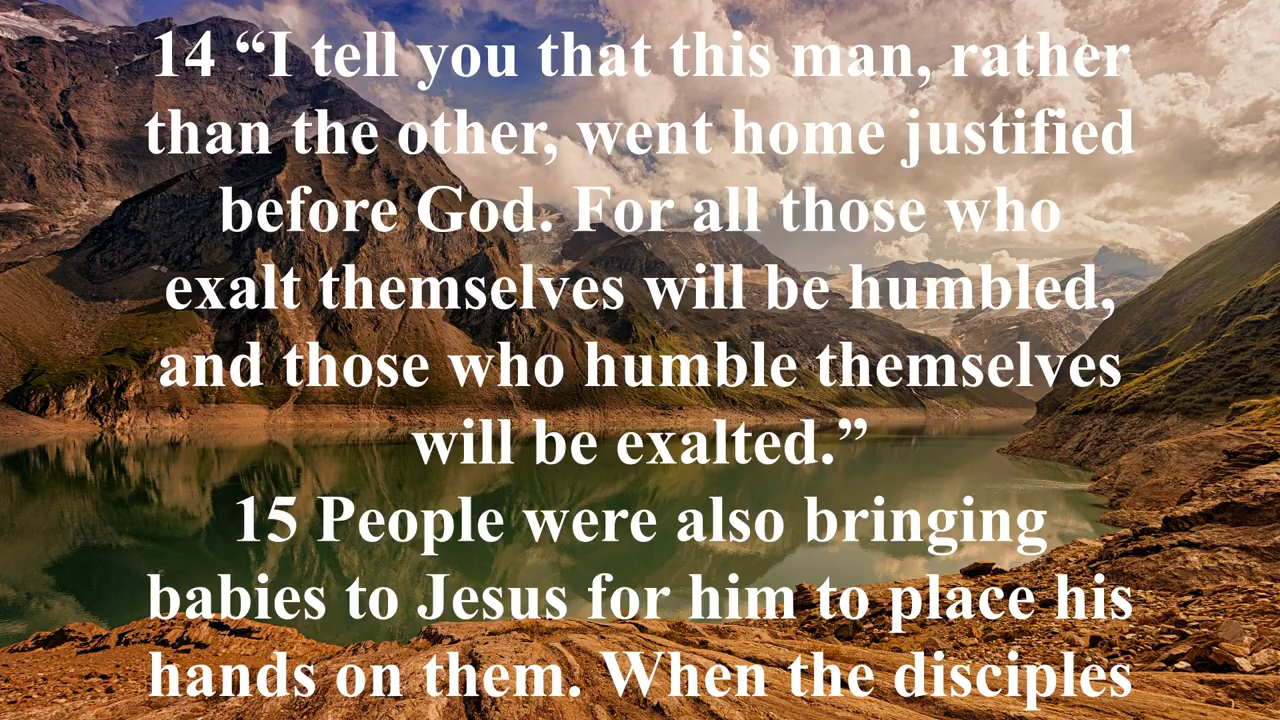 14 “I tell you that this man, rather
than the other, went home justified
before God. For all those who
exalt themselves will be humbled,
and those who humble themselves
will be exalted.”
15 People were also bringing
babies to Jesus for him to place his
hands on them. When the disciples